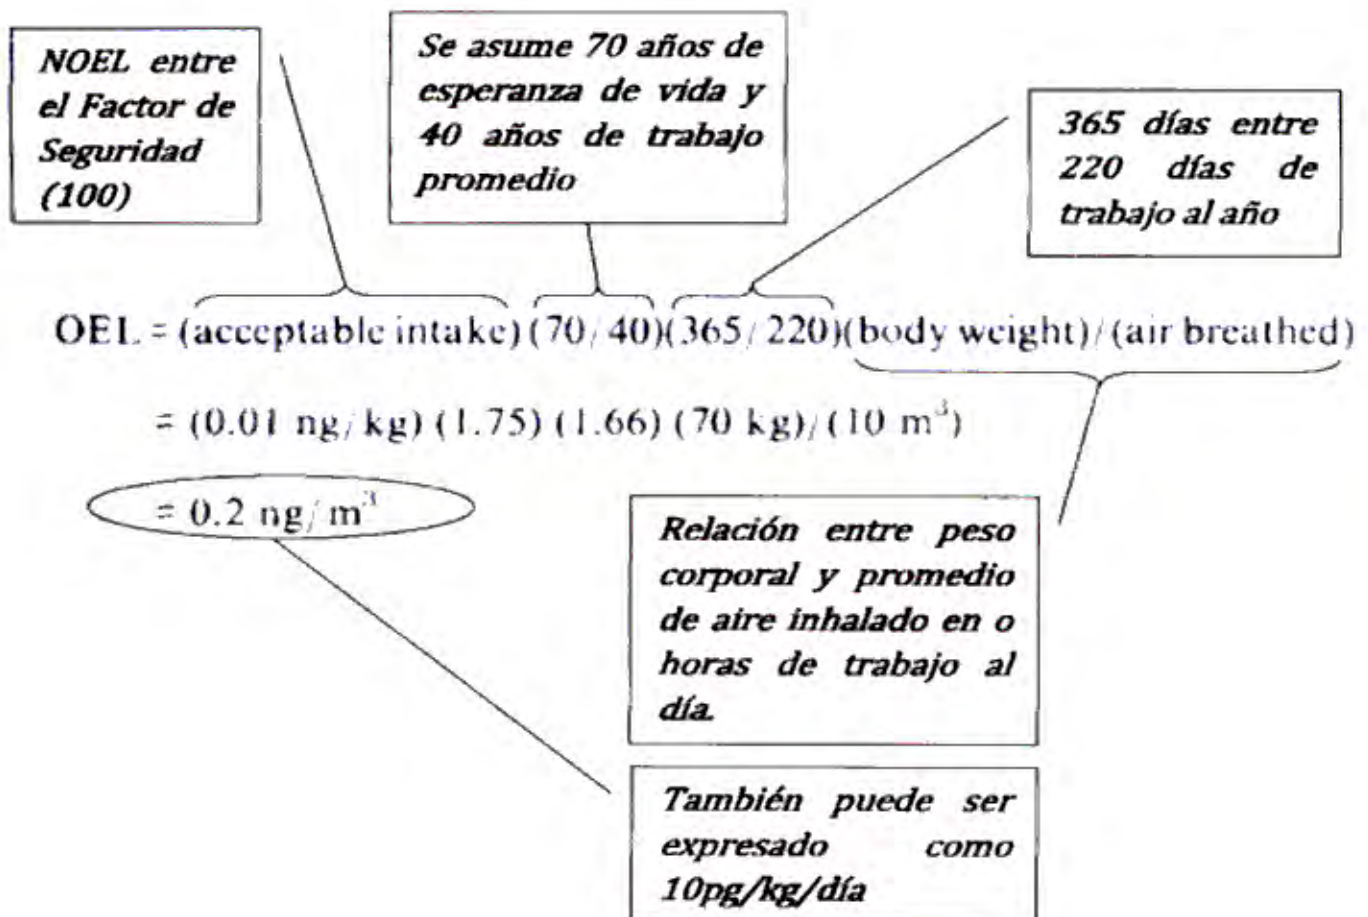 NOEL entre
el Factor de
Seguridad
(100)
Se asume 70 años de
esperanza de vida y
40 años de trabajo
promedio
365 días entre
220 días de
trabajo al año
OEL = (acceptable intake) (70/40)(365/220)(body weight)/(air breathed)
= (0.01 ng/kg) (1.75) (1.66) (70 kg)/(10 m³)
= 0.2 ng/m³
Relación entre peso
corporal y promedio
de aire inhalado en o
horas de trabajo al
día.
También puede ser
expresado como
10pg/kg/día